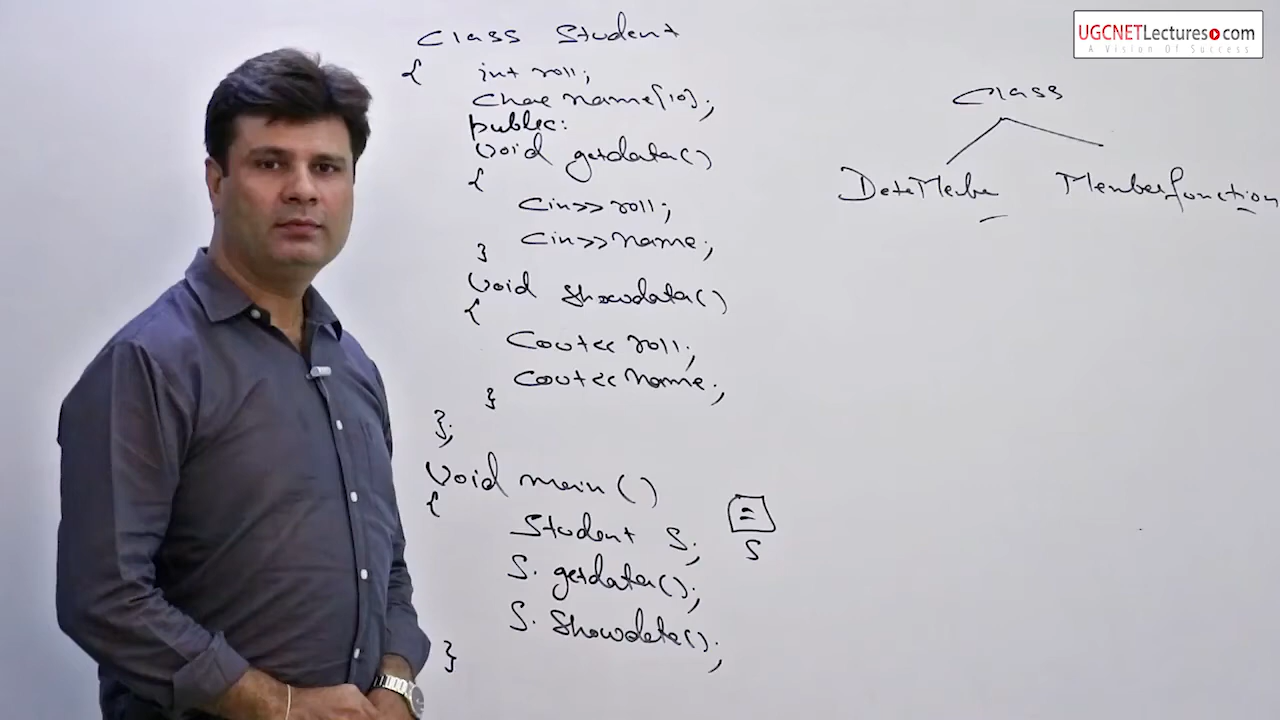 UGCNETLectures.com
A Vision Of Success
Class Student
{ int roll;
char name[10];
public:
void getdata()
{
cin>>roll;
cin>>name;
}
void showdata()
{
cout<< roll;
cout<< name;
}
};
void main()
{
Student S;
S. getdata();
S. Showdata();
}
=
S
Class
DataMembe
Memberfunction